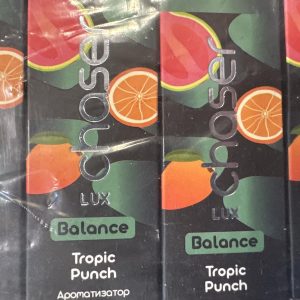 chaser
LUX
Balance
Tropic
Punch
Ароматизатор
chaser
LUX
Balance
Tropic
Punch